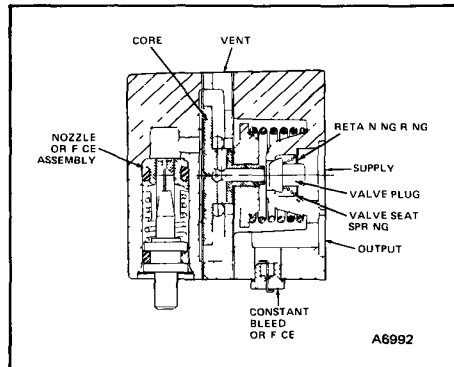 CORE
VENT
NOZZLE
OR F CE
ASSEMBLY
RETA N NG R NG
SUPPLY
VALVE PLUG
VALVE SEAT
SPR NG
OUTPUT
CONSTANT
BLEED
OR F CE
A6992